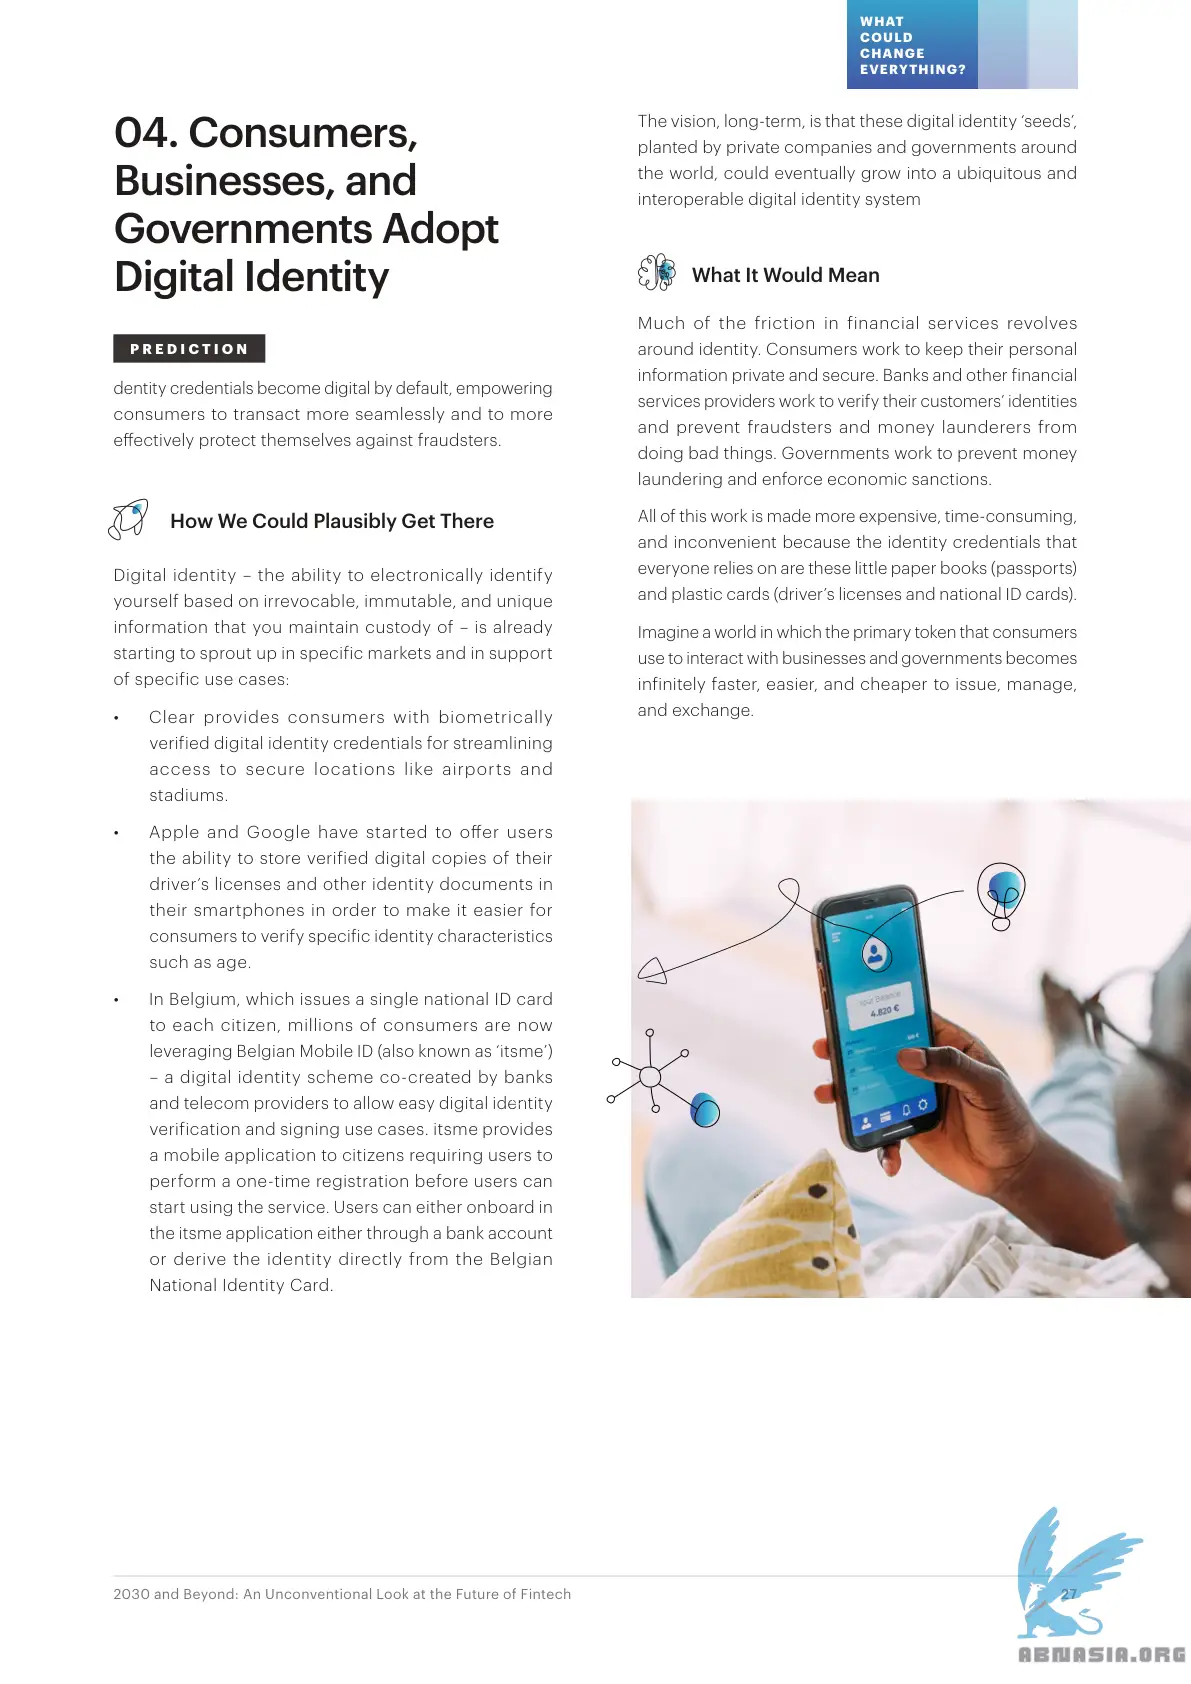 WHAT
COULD
CHANGE
EVERYTHING?
04. Consumers,
Businesses, and
Governments Adopt
Digital Identity
PREDICTION
dentity credentials become digital by default, empowering
consumers to transact more seamlessly and to more
effectively protect themselves against fraudsters.
How We Could Plausibly Get There
Digital identity – the ability to electronically identify
yourself based on irrevocable, immutable, and unique
information that you maintain custody of – is already
starting to sprout up in specific markets and in support
of specific use cases:
• Clear provides consumers with biometrically
verified digital identity credentials for streamlining
access to secure locations like airports and
stadiums.
• Apple and Google have started to offer users
the ability to store verified digital copies of their
driver’s licenses and other identity documents in
their smartphones in order to make it easier for
consumers to verify specific identity characteristics
such as age.
• In Belgium, which issues a single national ID card
to each citizen, millions of consumers are now
leveraging Belgian Mobile ID (also known as ‘itsme’)
– a digital identity scheme co-created by banks
and telecom providers to allow easy digital identity
verification and signing use cases. itsme provides
a mobile application to citizens requiring users to
perform a one-time registration before users can
start using the service. Users can either onboard in
the itsme application either through a bank account
or derive the identity directly from the Belgian
National Identity Card.
The vision, long-term, is that these digital identity ‘seeds’,
planted by private companies and governments around
the world, could eventually grow into a ubiquitous and
interoperable digital identity system
What It Would Mean
Much of the friction in financial services revolves
around identity. Consumers work to keep their personal
information private and secure. Banks and other financial
services providers work to verify their customers’ identities
and prevent fraudsters and money launderers from
doing bad things. Governments work to prevent money
laundering and enforce economic sanctions.
All of this work is made more expensive, time-consuming,
and inconvenient because the identity credentials that
everyone relies on are these little paper books (passports)
and plastic cards (driver’s licenses and national ID cards).
Imagine a world in which the primary token that consumers
use to interact with businesses and governments becomes
infinitely faster, easier, and cheaper to issue, manage,
and exchange.
Your Balance
4.820 €
2030 and Beyond: An Unconventional Look at the Future of Fintech
27
ABNASIA.ORG